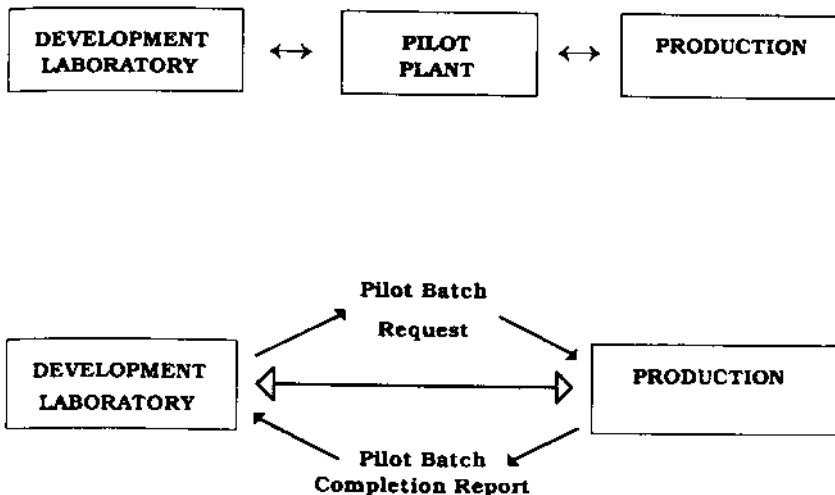 DEVELOPMENT
LABORATORY
PILOT
PLANT
PRODUCTION
Pilot Batch
Request
DEVELOPMENT
LABORATORY
PRODUCTION
Pilot Batch
Completion Report